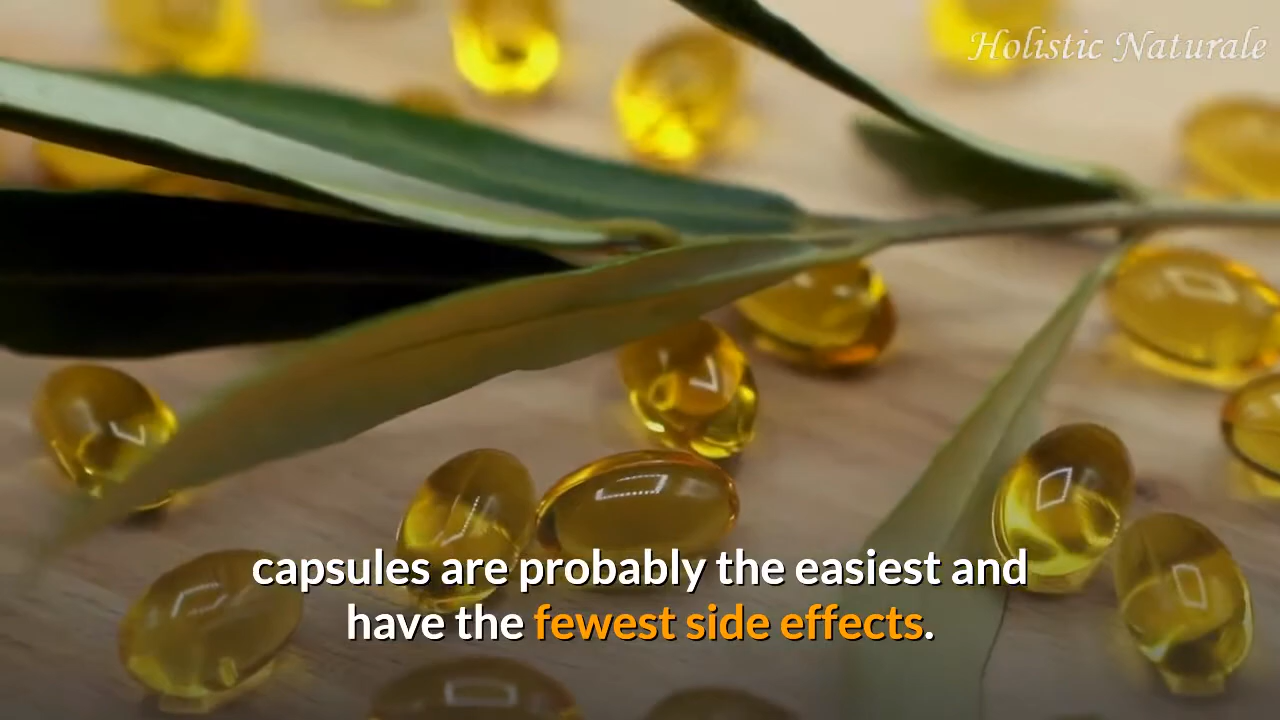 Holistic Naturale
capsules are probably the easiest and
have the fewest side effects.